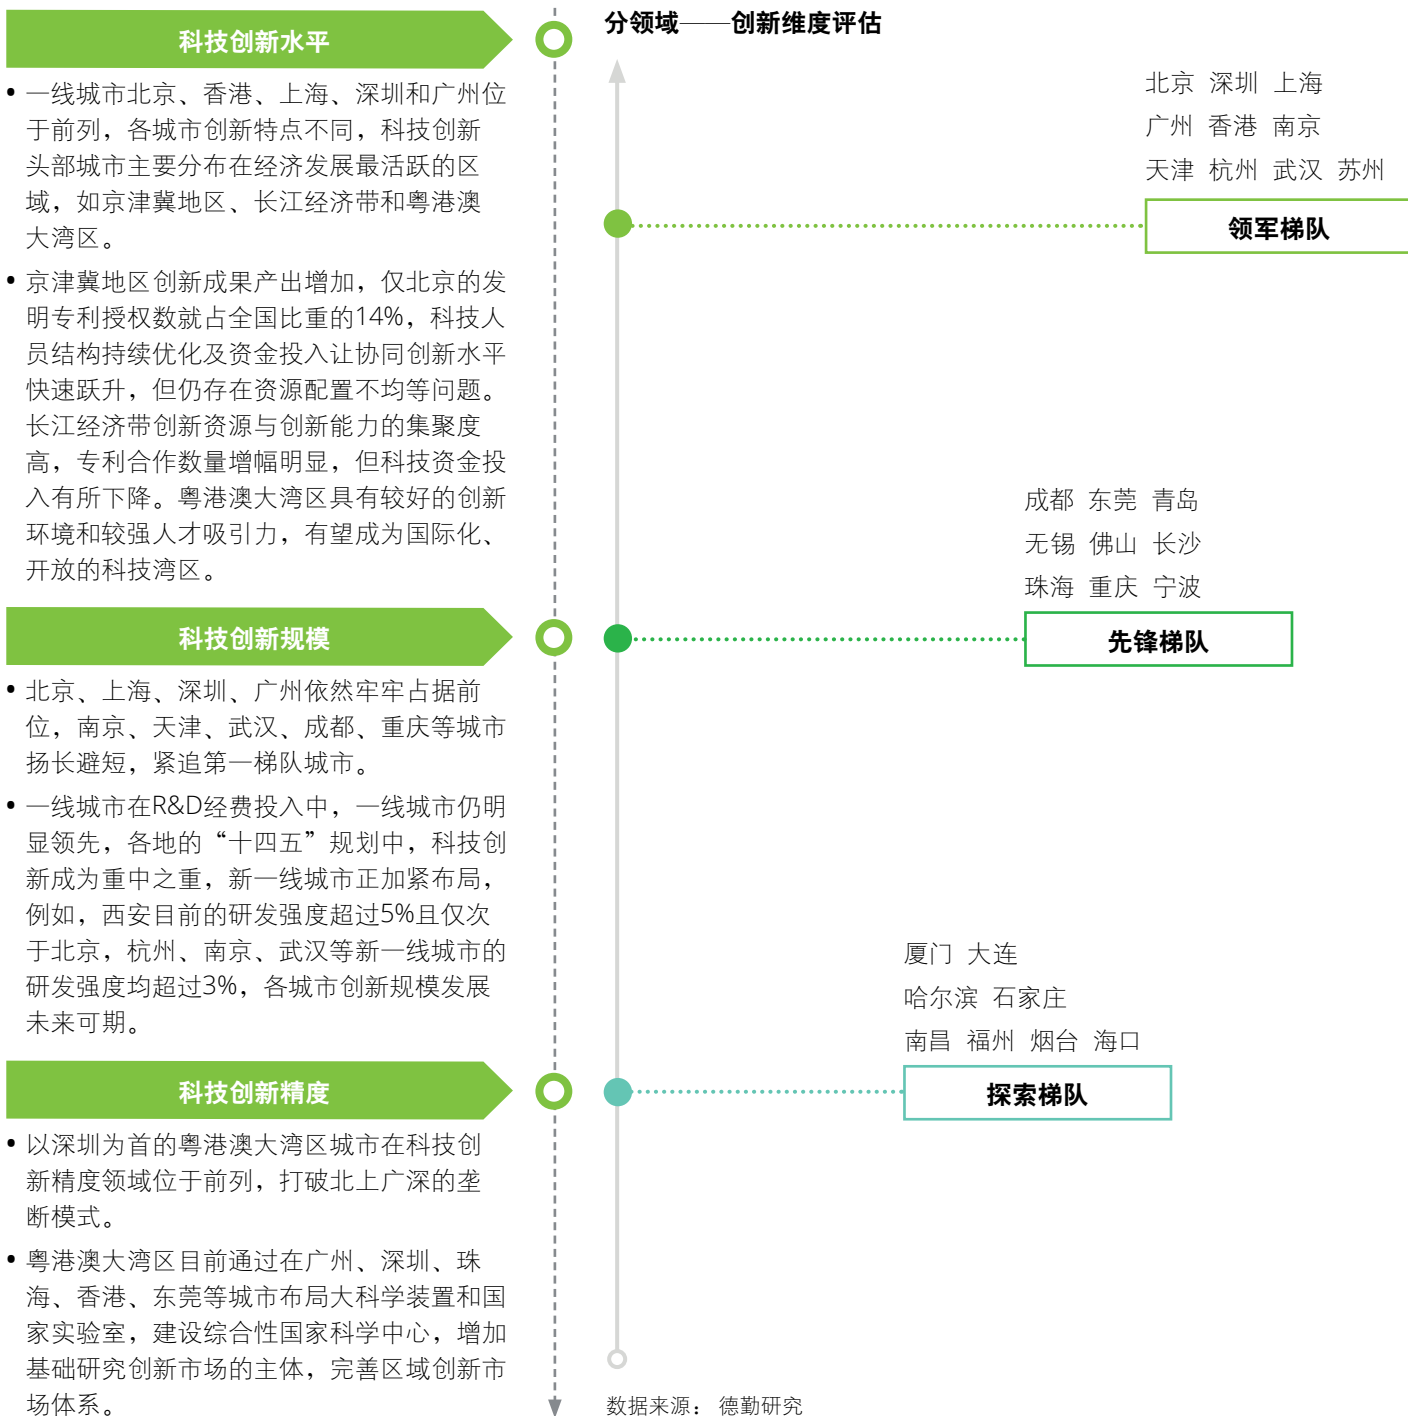 科技创新水平
• 一线城市北京、香港、上海、深圳和广州位
于前列，各城市创新特点不同，科技创新
头部城市主要分布在经济发展最活跃的区
域，如京津冀地区、长江经济带和粤港澳
大湾区。
• 京津冀地区创新成果产出增加，仅北京的发
明专利授权数就占全国比重的14%，科技人
员结构持续优化及资金投入让协同创新水平
快速跃升，但仍存在资源配置不均等问题。
长江经济带创新资源与创新能力的集聚度
高，专利合作数量增幅明显，但科技资金投
入有所下降。粤港澳大湾区具有较好的创新
环境和较强人才吸引力，有望成为国际化、
开放的科技湾区。
科技创新规模
• 北京、上海、深圳、广州依然牢牢占据前
位，南京、天津、武汉、成都、重庆等城市
扬长避短，紧追第一梯队城市。
• 一线城市在R&D经费投入中，一线城市仍明
显领先，各地的“十四五”规划中，科技创
新成为重中之重，新一线城市正加紧布局，
例如，西安目前的研发强度超过5%且仅次
于北京，杭州、南京、武汉等新一线城市的
研发强度均超过3%，各城市创新规模发展
未来可期。
科技创新精度
• 以深圳为首的粤港澳大湾区城市在科技创
新精度领域位于前列，打破北上广深的垄
断模式。
• 粤港澳大湾区目前通过在广州、深圳、珠
海、香港、东莞等城市布局大科学装置和国
家实验室，建设综合性国家科学中心，增加
基础研究创新市场的主体，完善区域创新市
场体系。
分领域——创新维度评估
北京 深圳 上海
广州 香港 南京
天津 杭州 武汉 苏州
领军梯队
成都 东莞 青岛
无锡 佛山 长沙
珠海 重庆 宁波
先锋梯队
厦门 大连
哈尔滨 石家庄
南昌 福州 烟台 海口
探索梯队
数据来源： 德勤研究